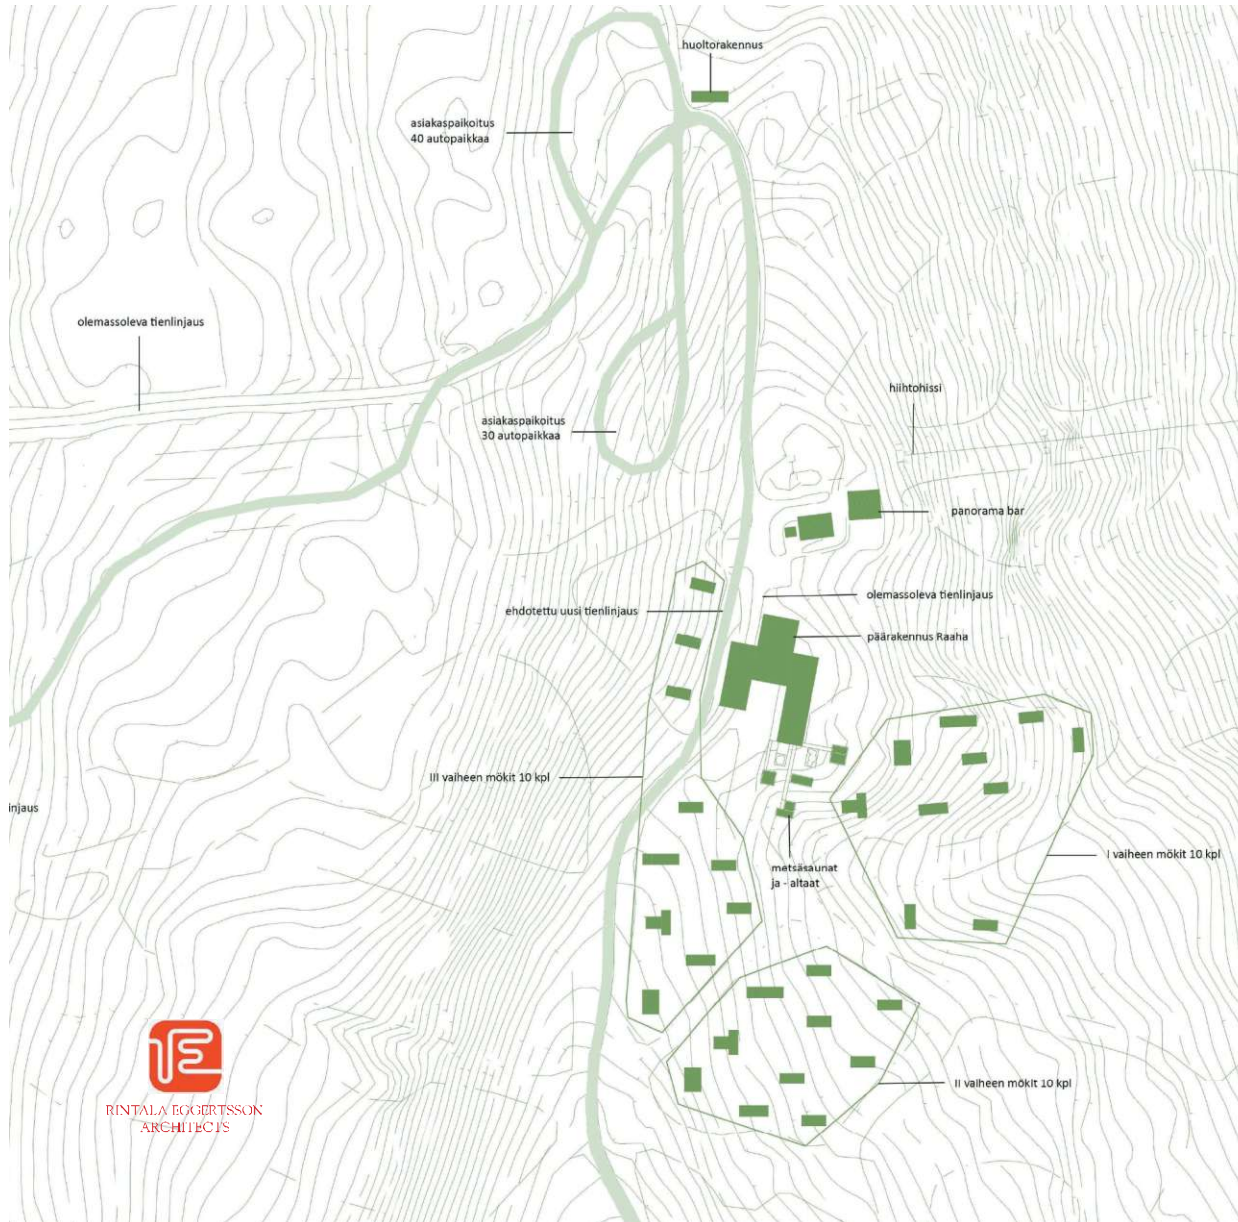 huoltorakennus
asiakaspaikoitus
40 autopaikkaa
olemassoleva tienlinjaus
hiihtohissi
asiakaspaikoitus
30 autopaikkaa
panorama bar
olemassoleva tienlinjaus
ehdotettu uusi tienlinjaus
päärakennus Raaha
III vaiheen mökit 10 kpl
injaus
I vaiheen mökit 10 kpl
metsäsaunat
ja - altaat
II vaiheen mökit 10 kpl
RINTALA EGGERTSSON
ARCHITECTS